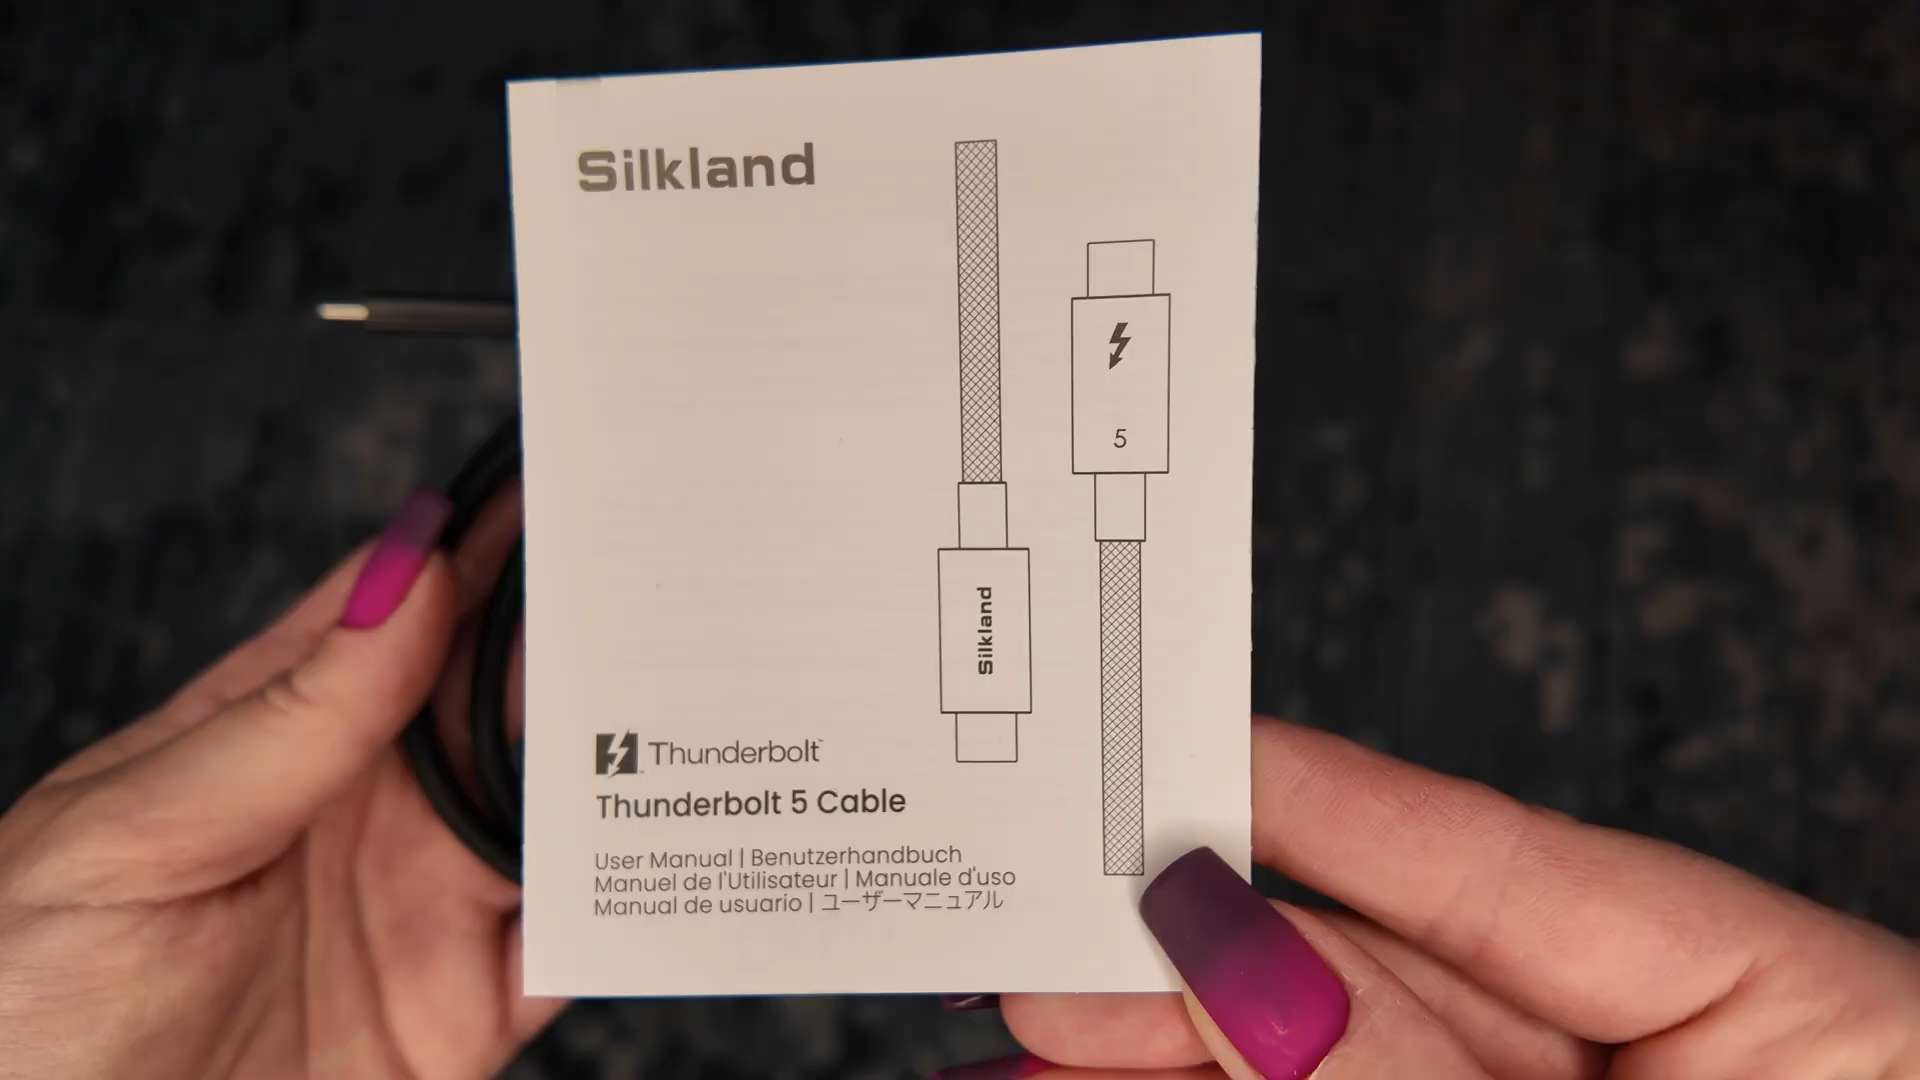 Silkland
5
Silkland
Thunderbolt™
Thunderbolt 5 Cable
User Manual | Benutzerhandbuch
Manuel de l'Utilisateur | Manuale d'uso
Manual de usuario | ユーザーマニュアル